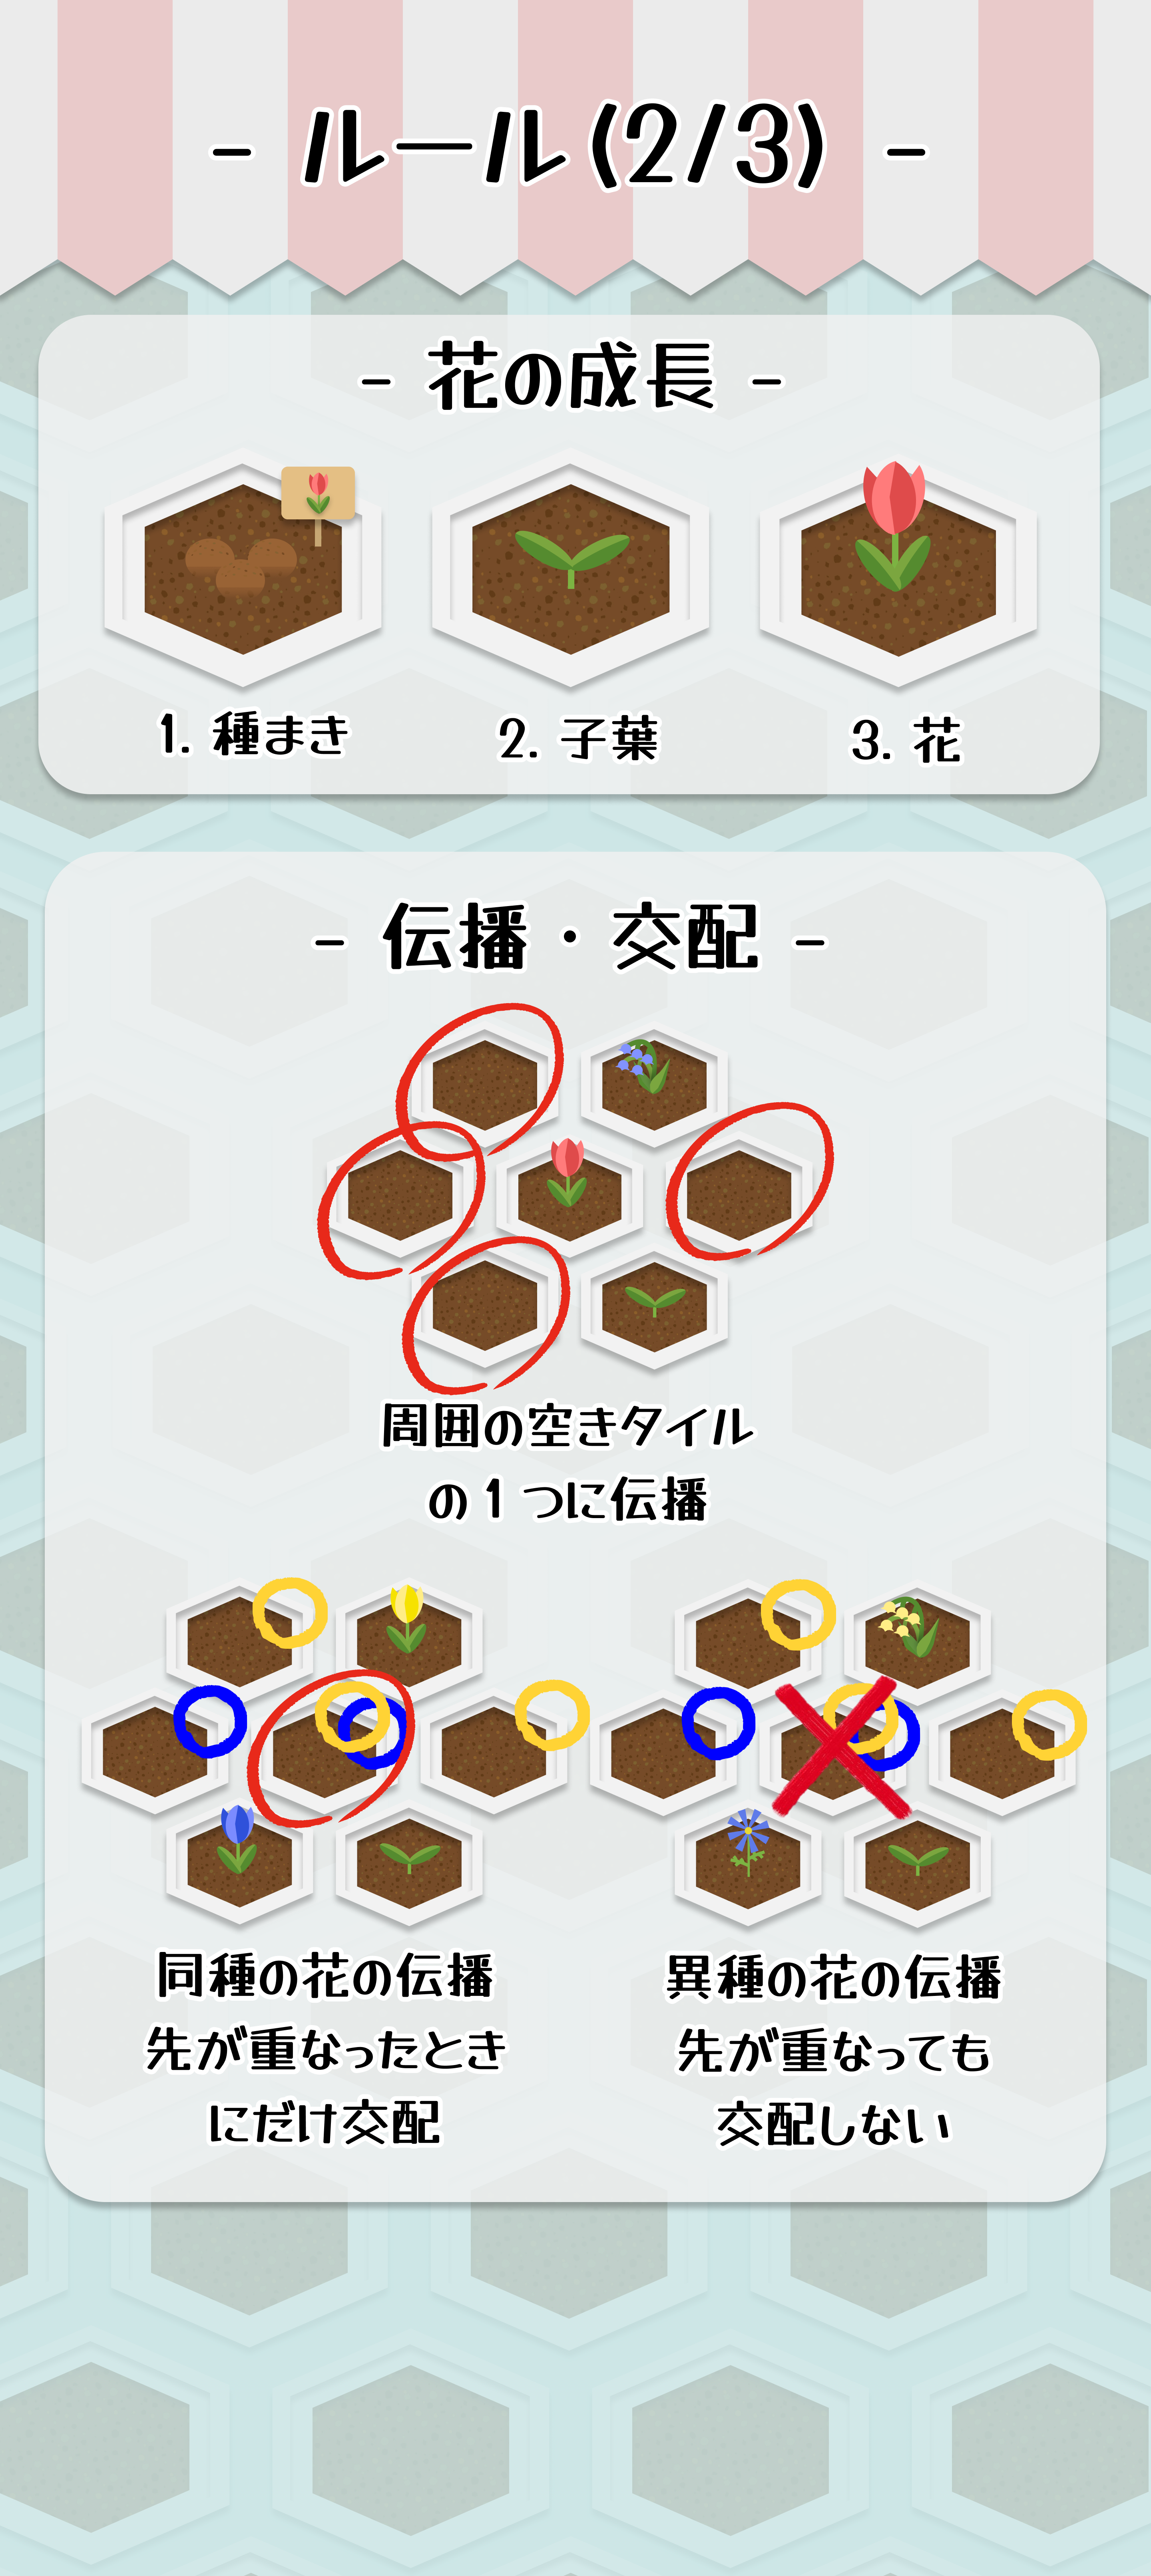 - ルール(2/3) -
- 花の成長 -
1. 種まき
2. 子葉
3. 花
- 伝播・交配 -
周囲の空きタイル
の1つに伝播
同種の花の伝播
先が重なったとき
にだけ交配
異種の花の伝播
先が重なっても
交配しない